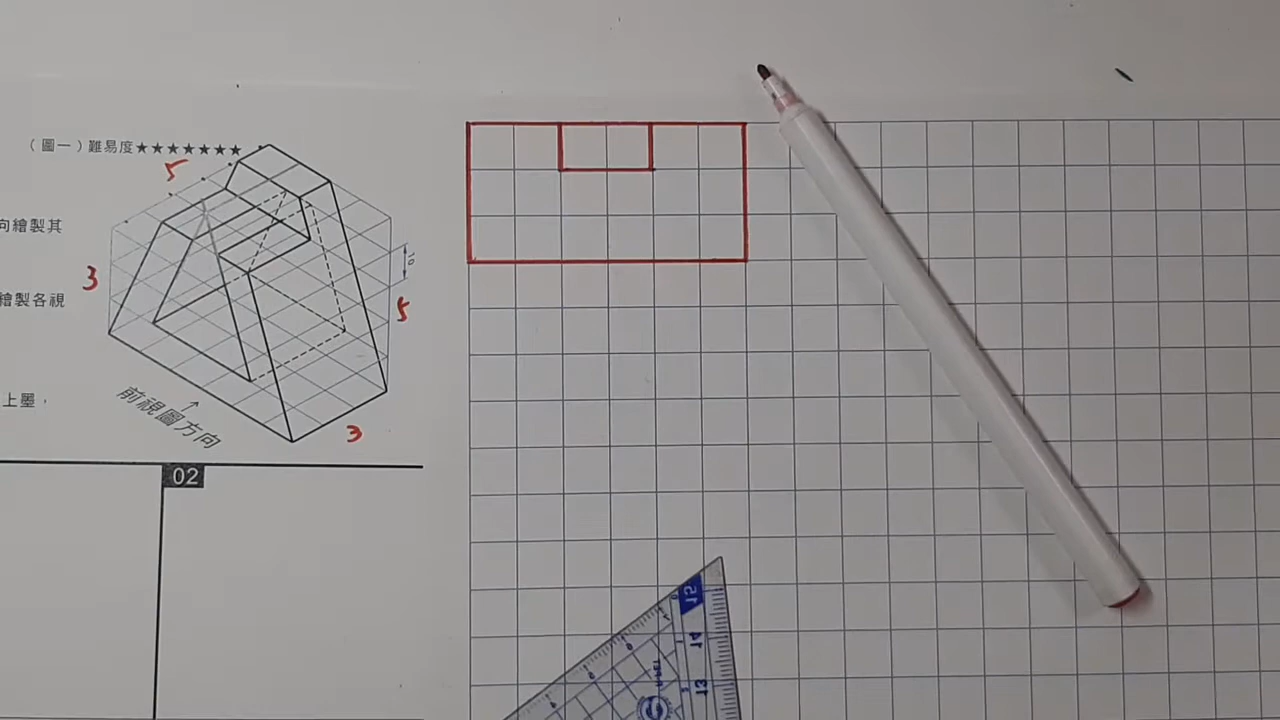 （圖一）難易度★★★★★★★
5
向繪製其
3
10
繪製各視
5
上墨，
前視圖方向
3
02
15
14
13